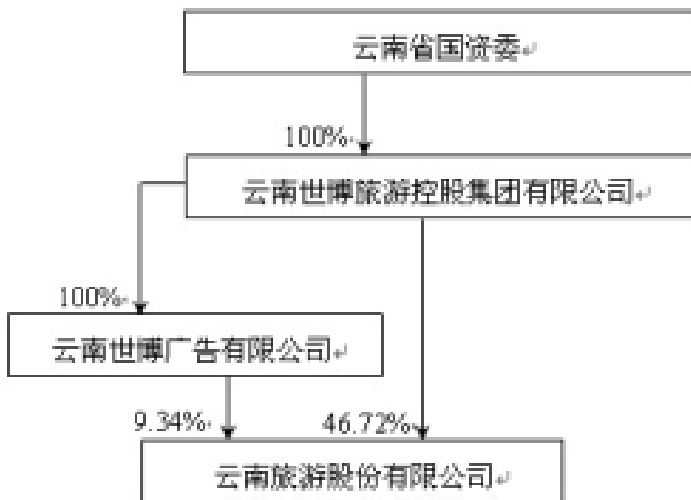 云南省国资委
100%
云南世博旅游控股集团有限公司
100%
云南世博广告有限公司
9.34%
46.72%
云南旅游股份有限公司